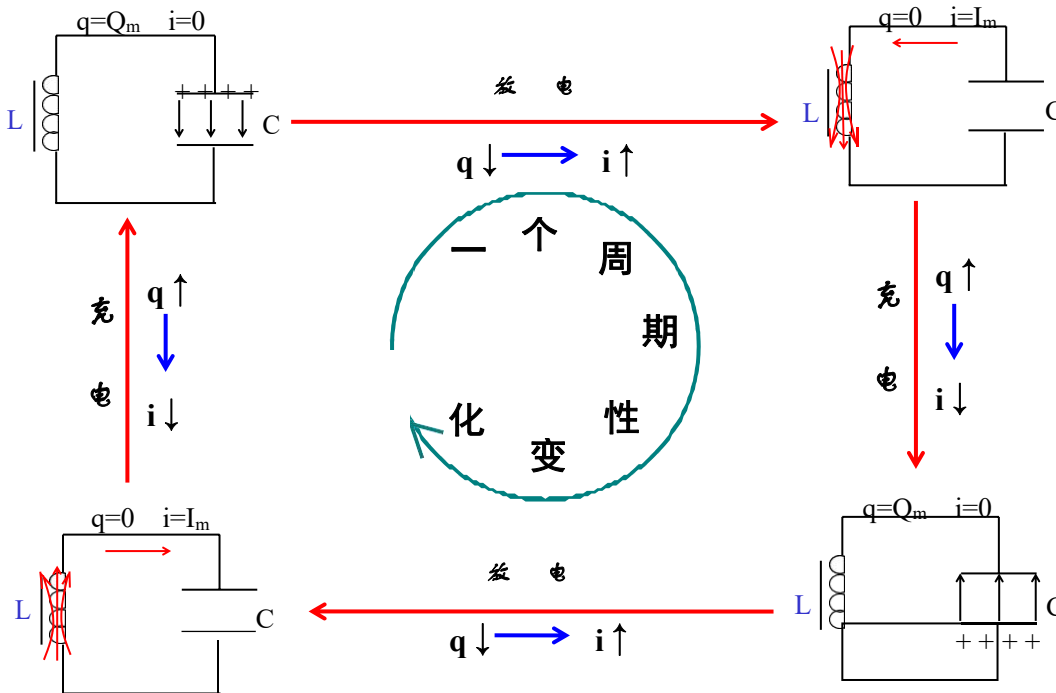 q=Qₘ i=0
q=0 i=Iₘ
L
++++
C
放 电
L
C
q↓ i↑
一个周期性变化
充电
q↑
i↓
充电
q↑
i↓
q=0 i=Iₘ
q=Qₘ i=0
L
C
放 电
L
C
++++
q↓ i↑